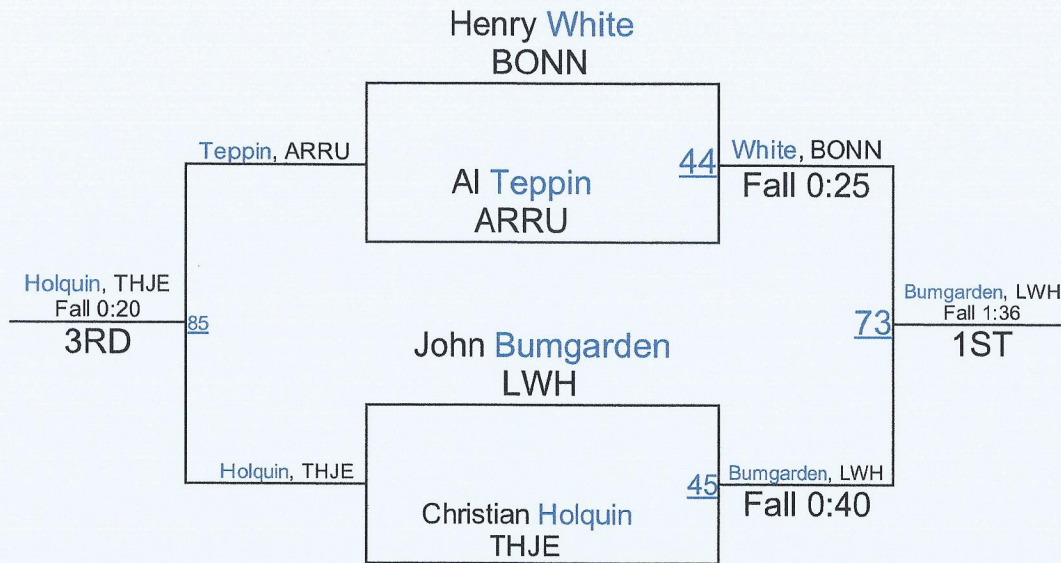 Henry White
BONN
Teppin, ARRU
44
White, BONN
Fall 0:25
Al Teppin
ARRU
Holquin, THJE
Fall 0:20
3RD
85
Bumgarden, LWH
Fall 1:36
1ST
73
John Bumgarden
LWH
Holquin, THJE
45
Bumgarden, LWH
Fall 0:40
Christian Holquin
THJE